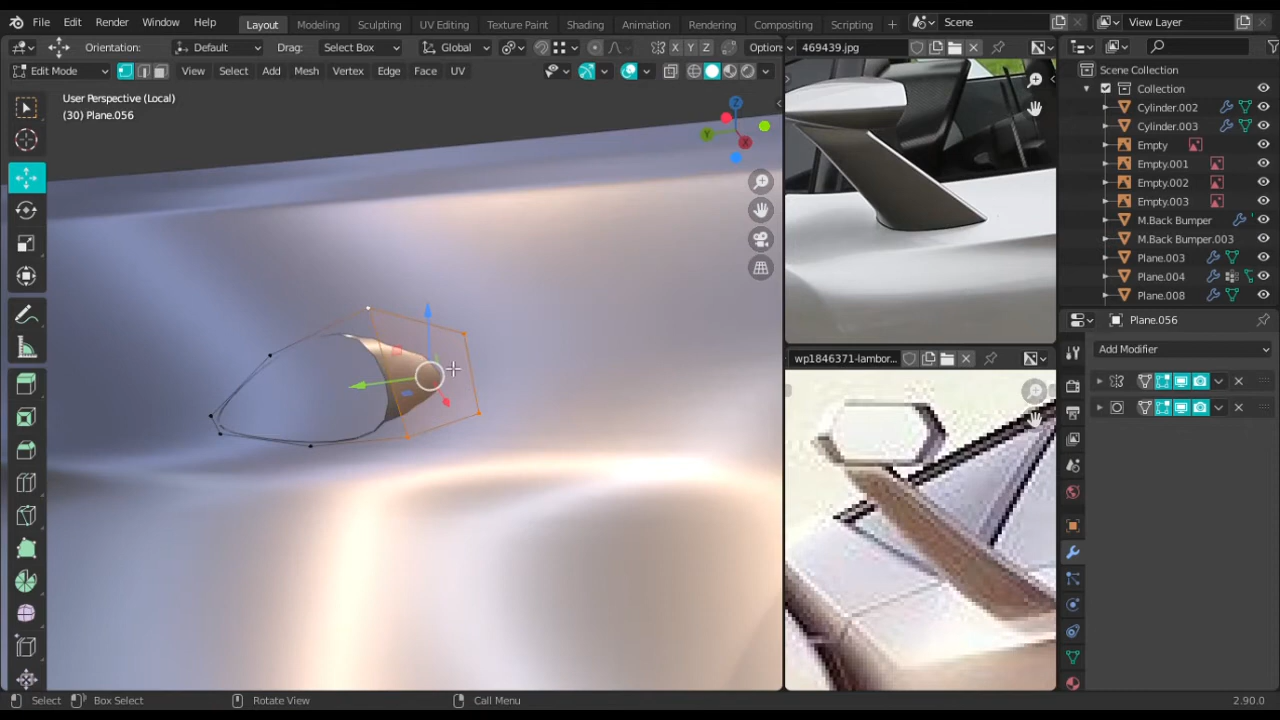 File Edit Render Window Help Layout Modeling Sculpting UV Editing Texture Paint Shading Animation Rendering Compositing Scripting + Scene View Layer
Orientation: Default Drag: Select Box Global X Y Z Options
Edit Mode View Select Add Mesh Vertex Edge Face UV
User Perspective (Local)
(30) Plane.056
Z
Y
X
469439.jpg
wp1846371-lambor...
Scene Collection
Collection
Cylinder.002
Cylinder.003
Empty
Empty.001
Empty.002
Empty.003
M.Back Bumper
M.Back Bumper.003
Plane.003
Plane.004
Plane.008
Plane.056
Add Modifier
Select Box Select Rotate View Call Menu 2.90.0